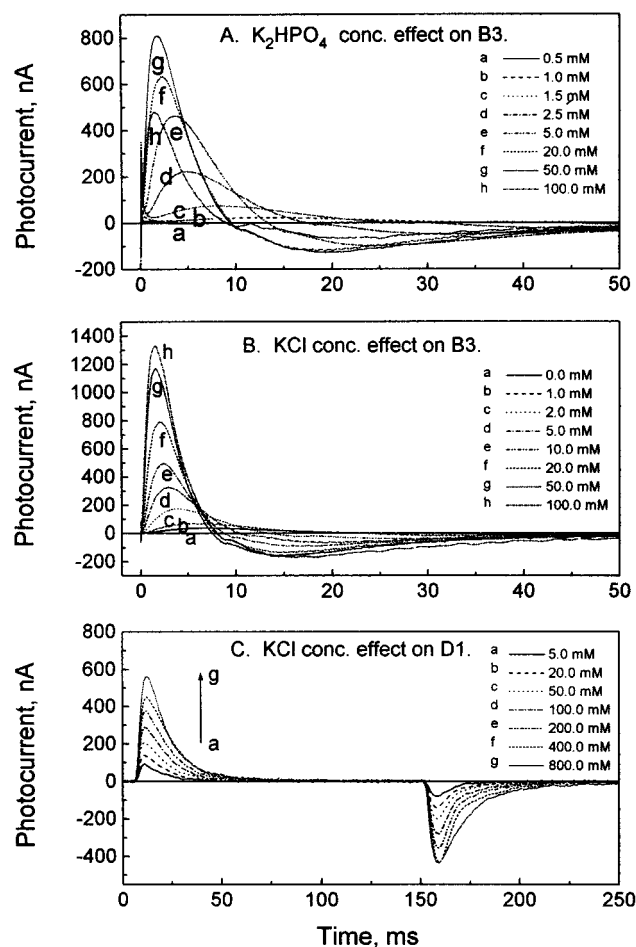 A. K₂HPO₄ conc. effect on B3.
Photocurrent, nA
800
600
400
200
0
-200
a 0.5 mM
b 1.0 mM
c 1.5 mM
d 2.5 mM
e 5.0 mM
f 20.0 mM
g 50.0 mM
h 100.0 mM
g
f
h
e
d
c
b
a
0 10 20 30 40 50
B. KCl conc. effect on B3.
Photocurrent, nA
1400
1200
1000
800
600
400
200
0
-200
a 0.0 mM
b 1.0 mM
c 2.0 mM
d 5.0 mM
e 10.0 mM
f 20.0 mM
g 50.0 mM
h 100.0 mM
h
g
f
e
d
c
b
a
0 10 20 30 40 50
C. KCl conc. effect on D1.
Photocurrent, nA
800
600
400
200
0
-200
-400
a 5.0 mM
b 20.0 mM
c 50.0 mM
d 100.0 mM
e 200.0 mM
f 400.0 mM
g 800.0 mM
g
a
0 50 100 150 200 250
Time, ms